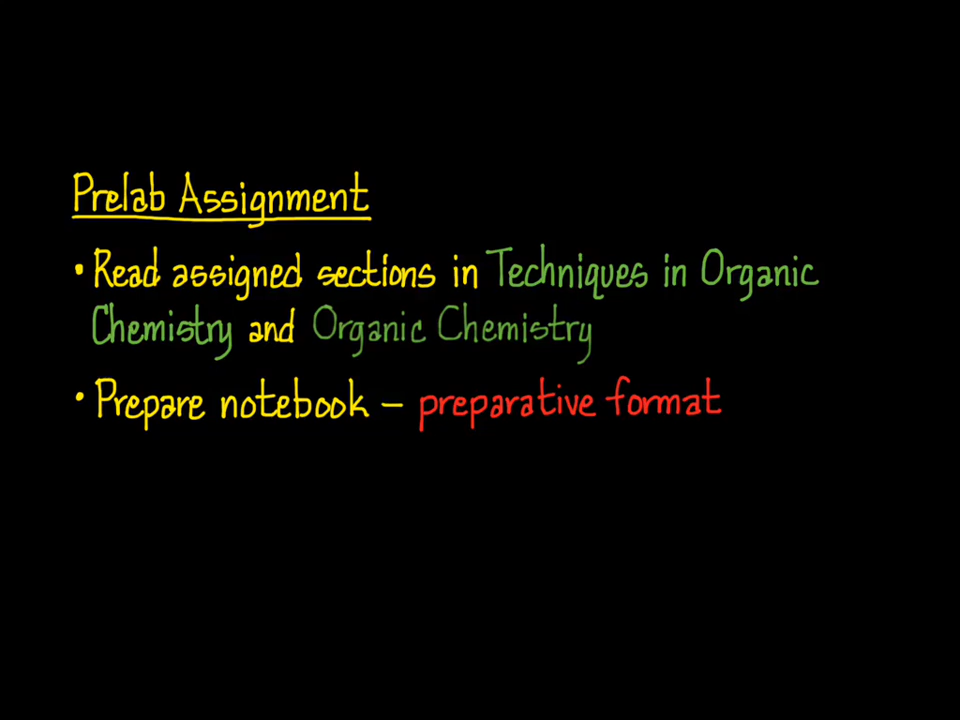 Prelab Assignment
• Read assigned sections in Techniques in Organic
Chemistry and Organic Chemistry
• Prepare notebook – preparative format